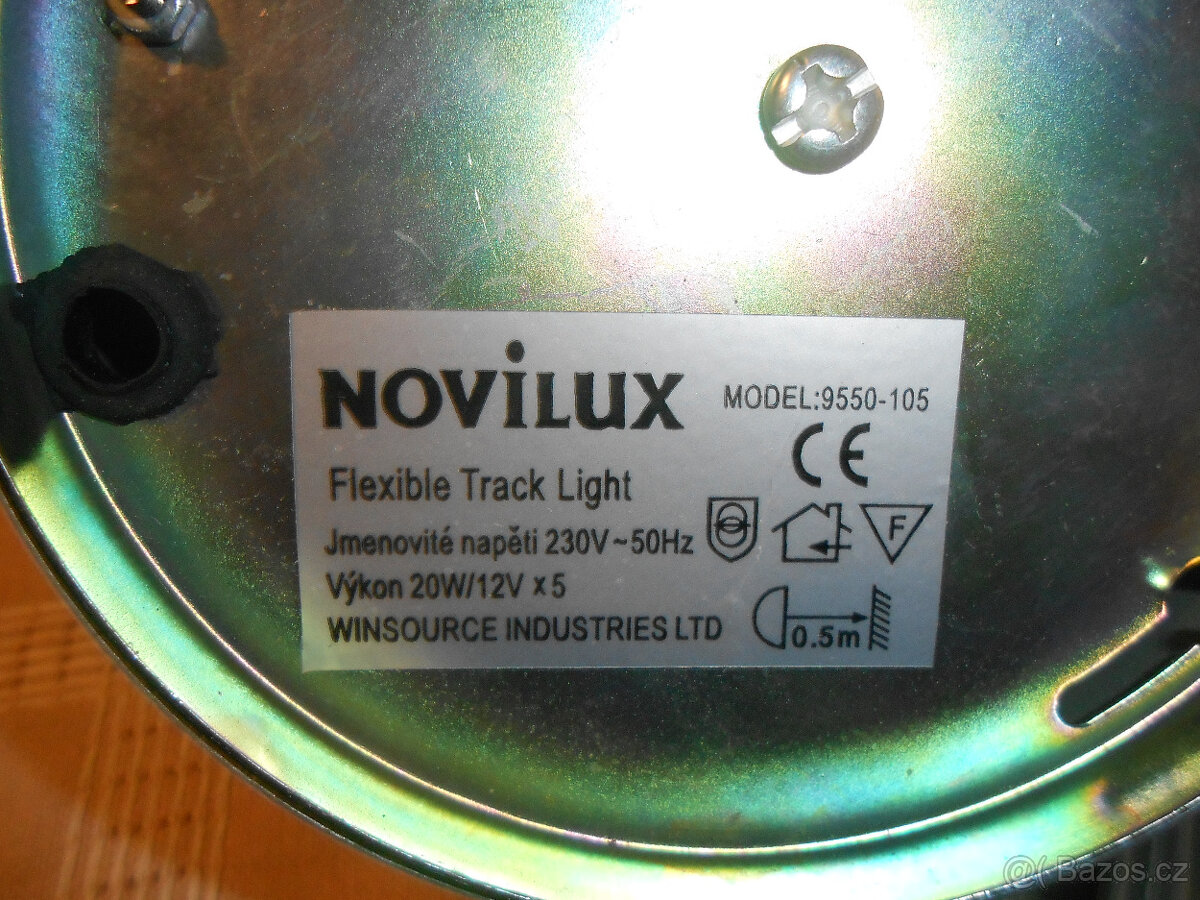 NOVILUX
MODEL:9550-105
CE
Flexible Track Light
Jmenovité napěti 230V~50Hz
F
Výkon 20W/12V x5
WINSOURCE INDUSTRIES LTD
0.5m
@( Bazos.cz